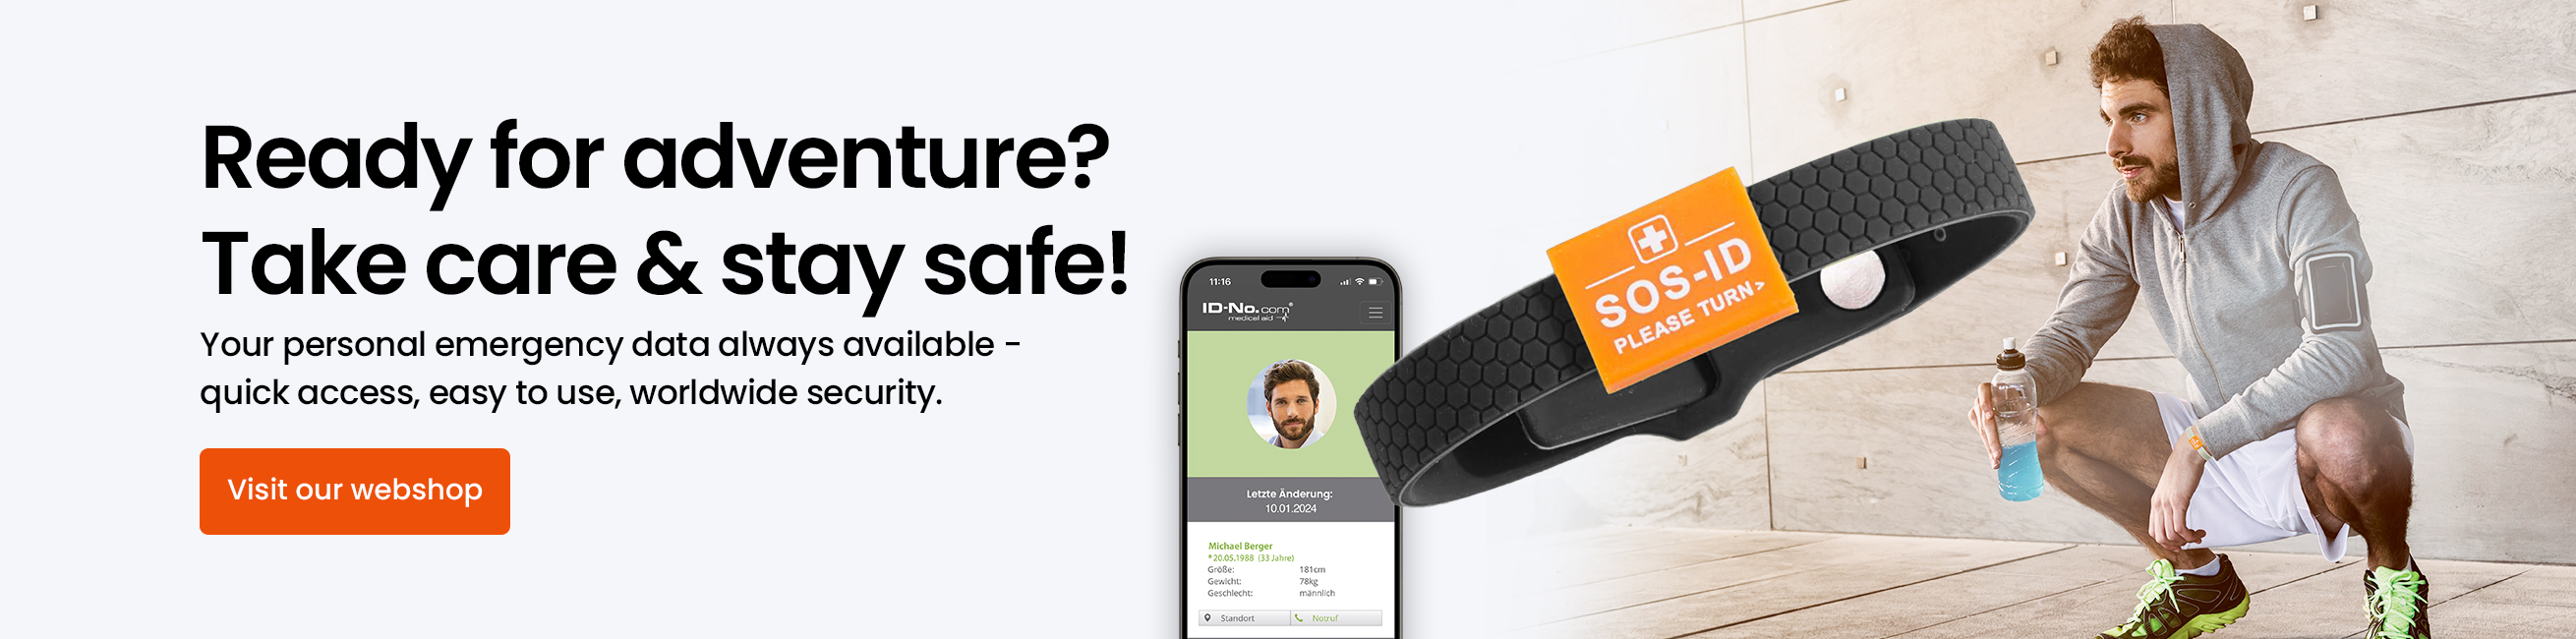 Ready for adventure?
Take care & stay safe!
Your personal emergency data always available -
quick access, easy to use, worldwide security.
Visit our webshop
11:16
ID-No.com®
medical aid
Letzte Änderung:
10.01.2024
Michael Berger
*20.05.1988 (33 Jahre)
Größe: 181cm
Gewicht: 78kg
Geschlecht: männlich
Standort Notruf
SOS-ID
PLEASE TURN>